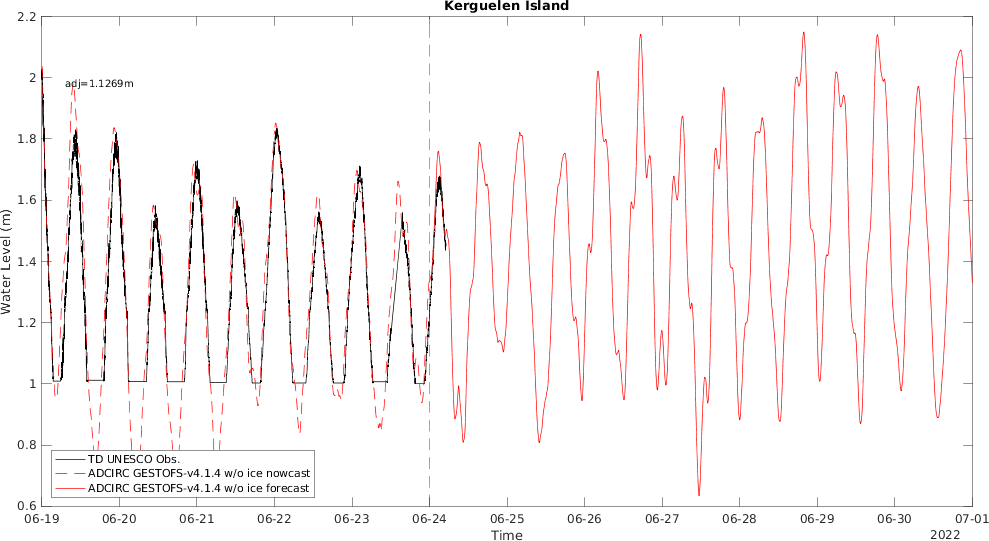 Kerguelen Island
2.2
2
1.8
1.6
1.4
1.2
1
0.8
0.6
Water Level (m)
adj=1.1269m
TD UNESCO Obs.
ADCIRC GESTOFS-v4.1.4 w/o ice nowcast
ADCIRC GESTOFS-v4.1.4 w/o ice forecast
06-19 06-20 06-21 06-22 06-23 06-24 06-25 06-26 06-27 06-28 06-29 06-30 07-01
Time
2022